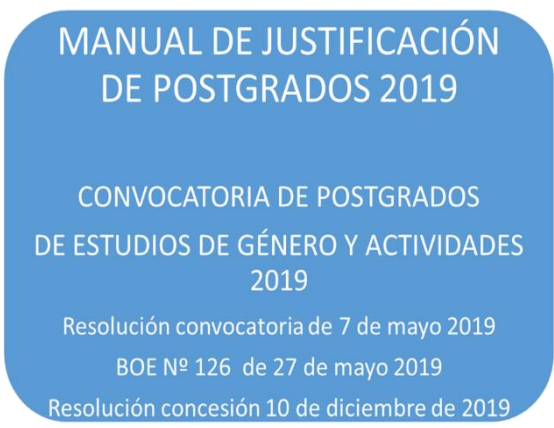 MANUAL DE JUSTIFICACIÓN
DE POSTGRADOS 2019
CONVOCATORIA DE POSTGRADOS
DE ESTUDIOS DE GÉNERO Y ACTIVIDADES
2019
Resolución convocatoria de 7 de mayo 2019
BOE Nº 126 de 27 de mayo 2019
Resolución concesión 10 de diciembre de 2019